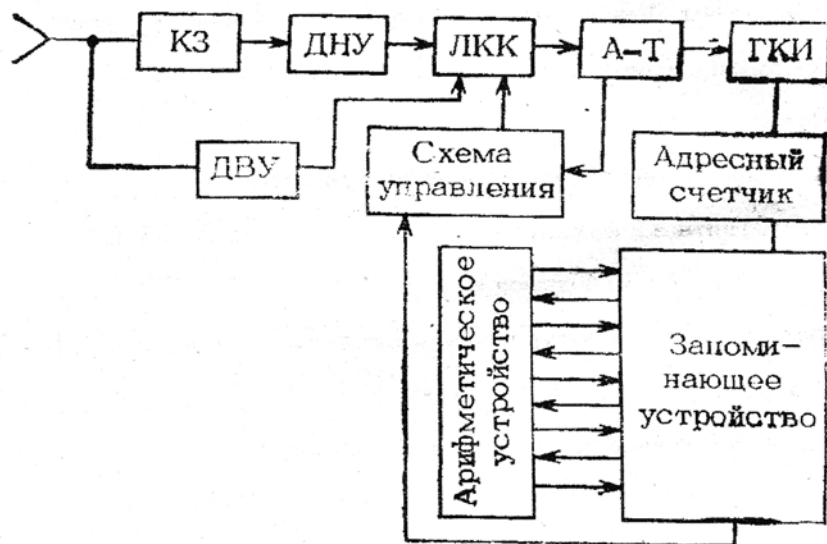 КЗ
ДНУ
ЛКК
А-Т
ГКИ
ДВУ
Схема
управления
Адресный
счетчик
Арифметическое
устройство
Запоми-
нающее
устройство